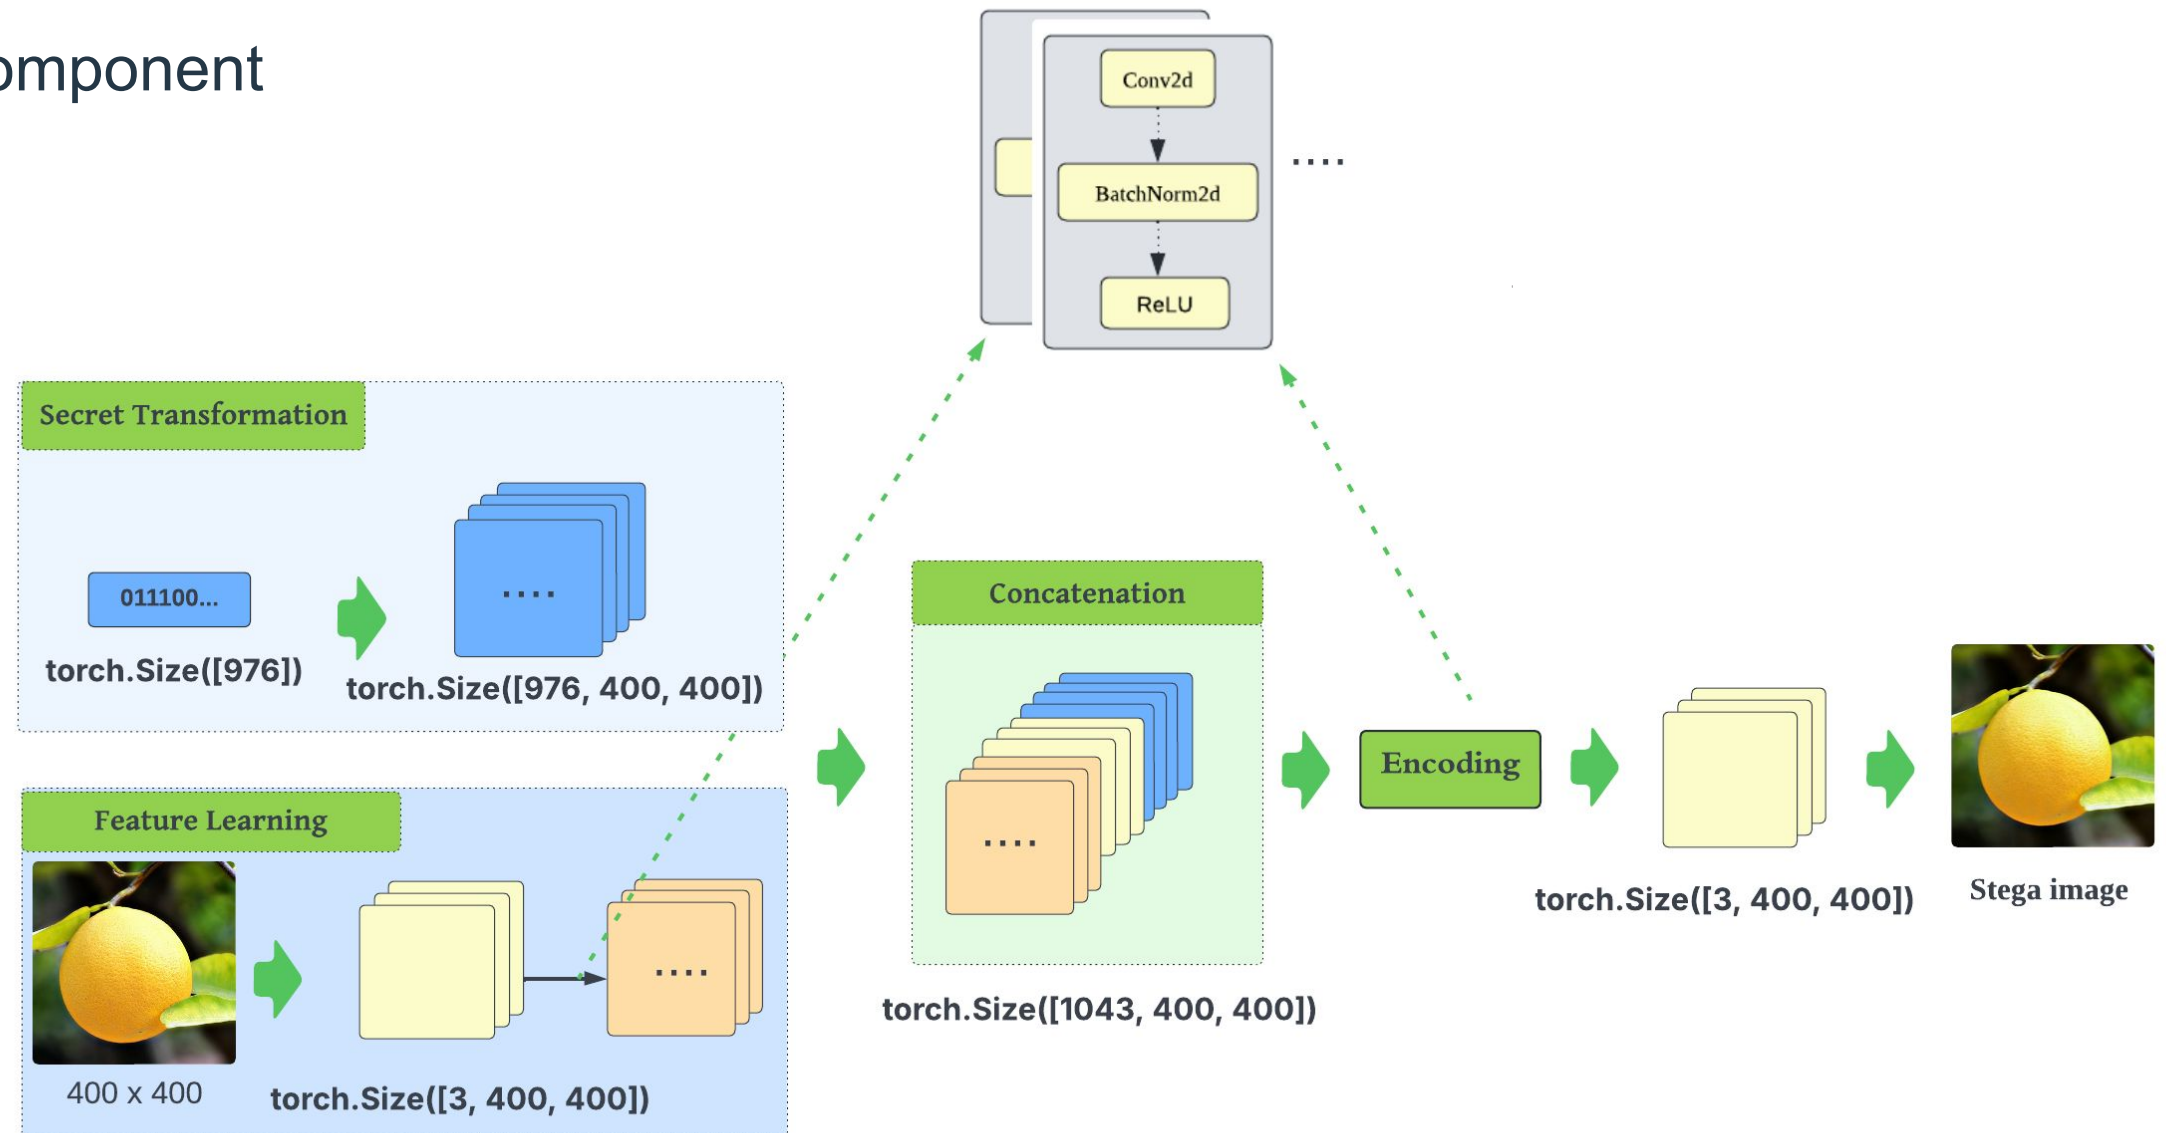 omponent
Conv2d
BatchNorm2d
ReLU
....
Secret Transformation
011100...
torch.Size([976])
....
torch.Size([976, 400, 400])
Feature Learning
400 x 400
torch.Size([3, 400, 400])
....
Concatenation
....
torch.Size([1043, 400, 400])
Encoding
torch.Size([3, 400, 400])
Stega image